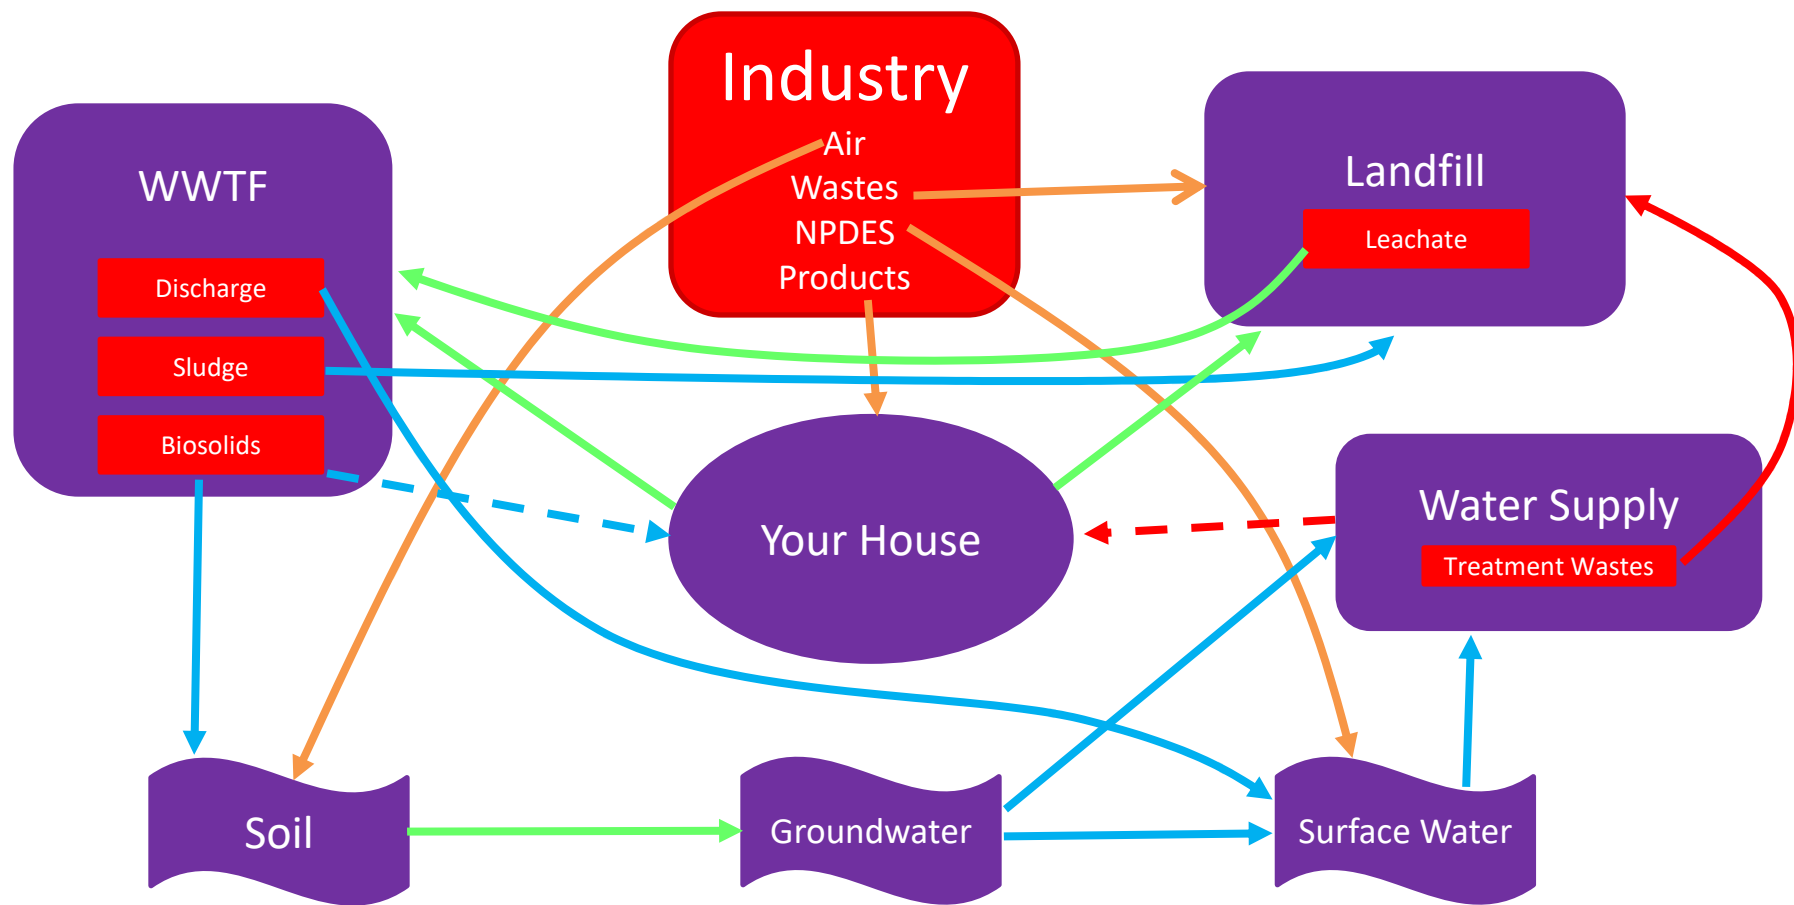 Industry
Air
Wastes
NPDES
Products
WWTF
Discharge
Sludge
Biosolids
Landfill
Leachate
Your House
Water Supply
Treatment Wastes
Soil
Groundwater
Surface Water